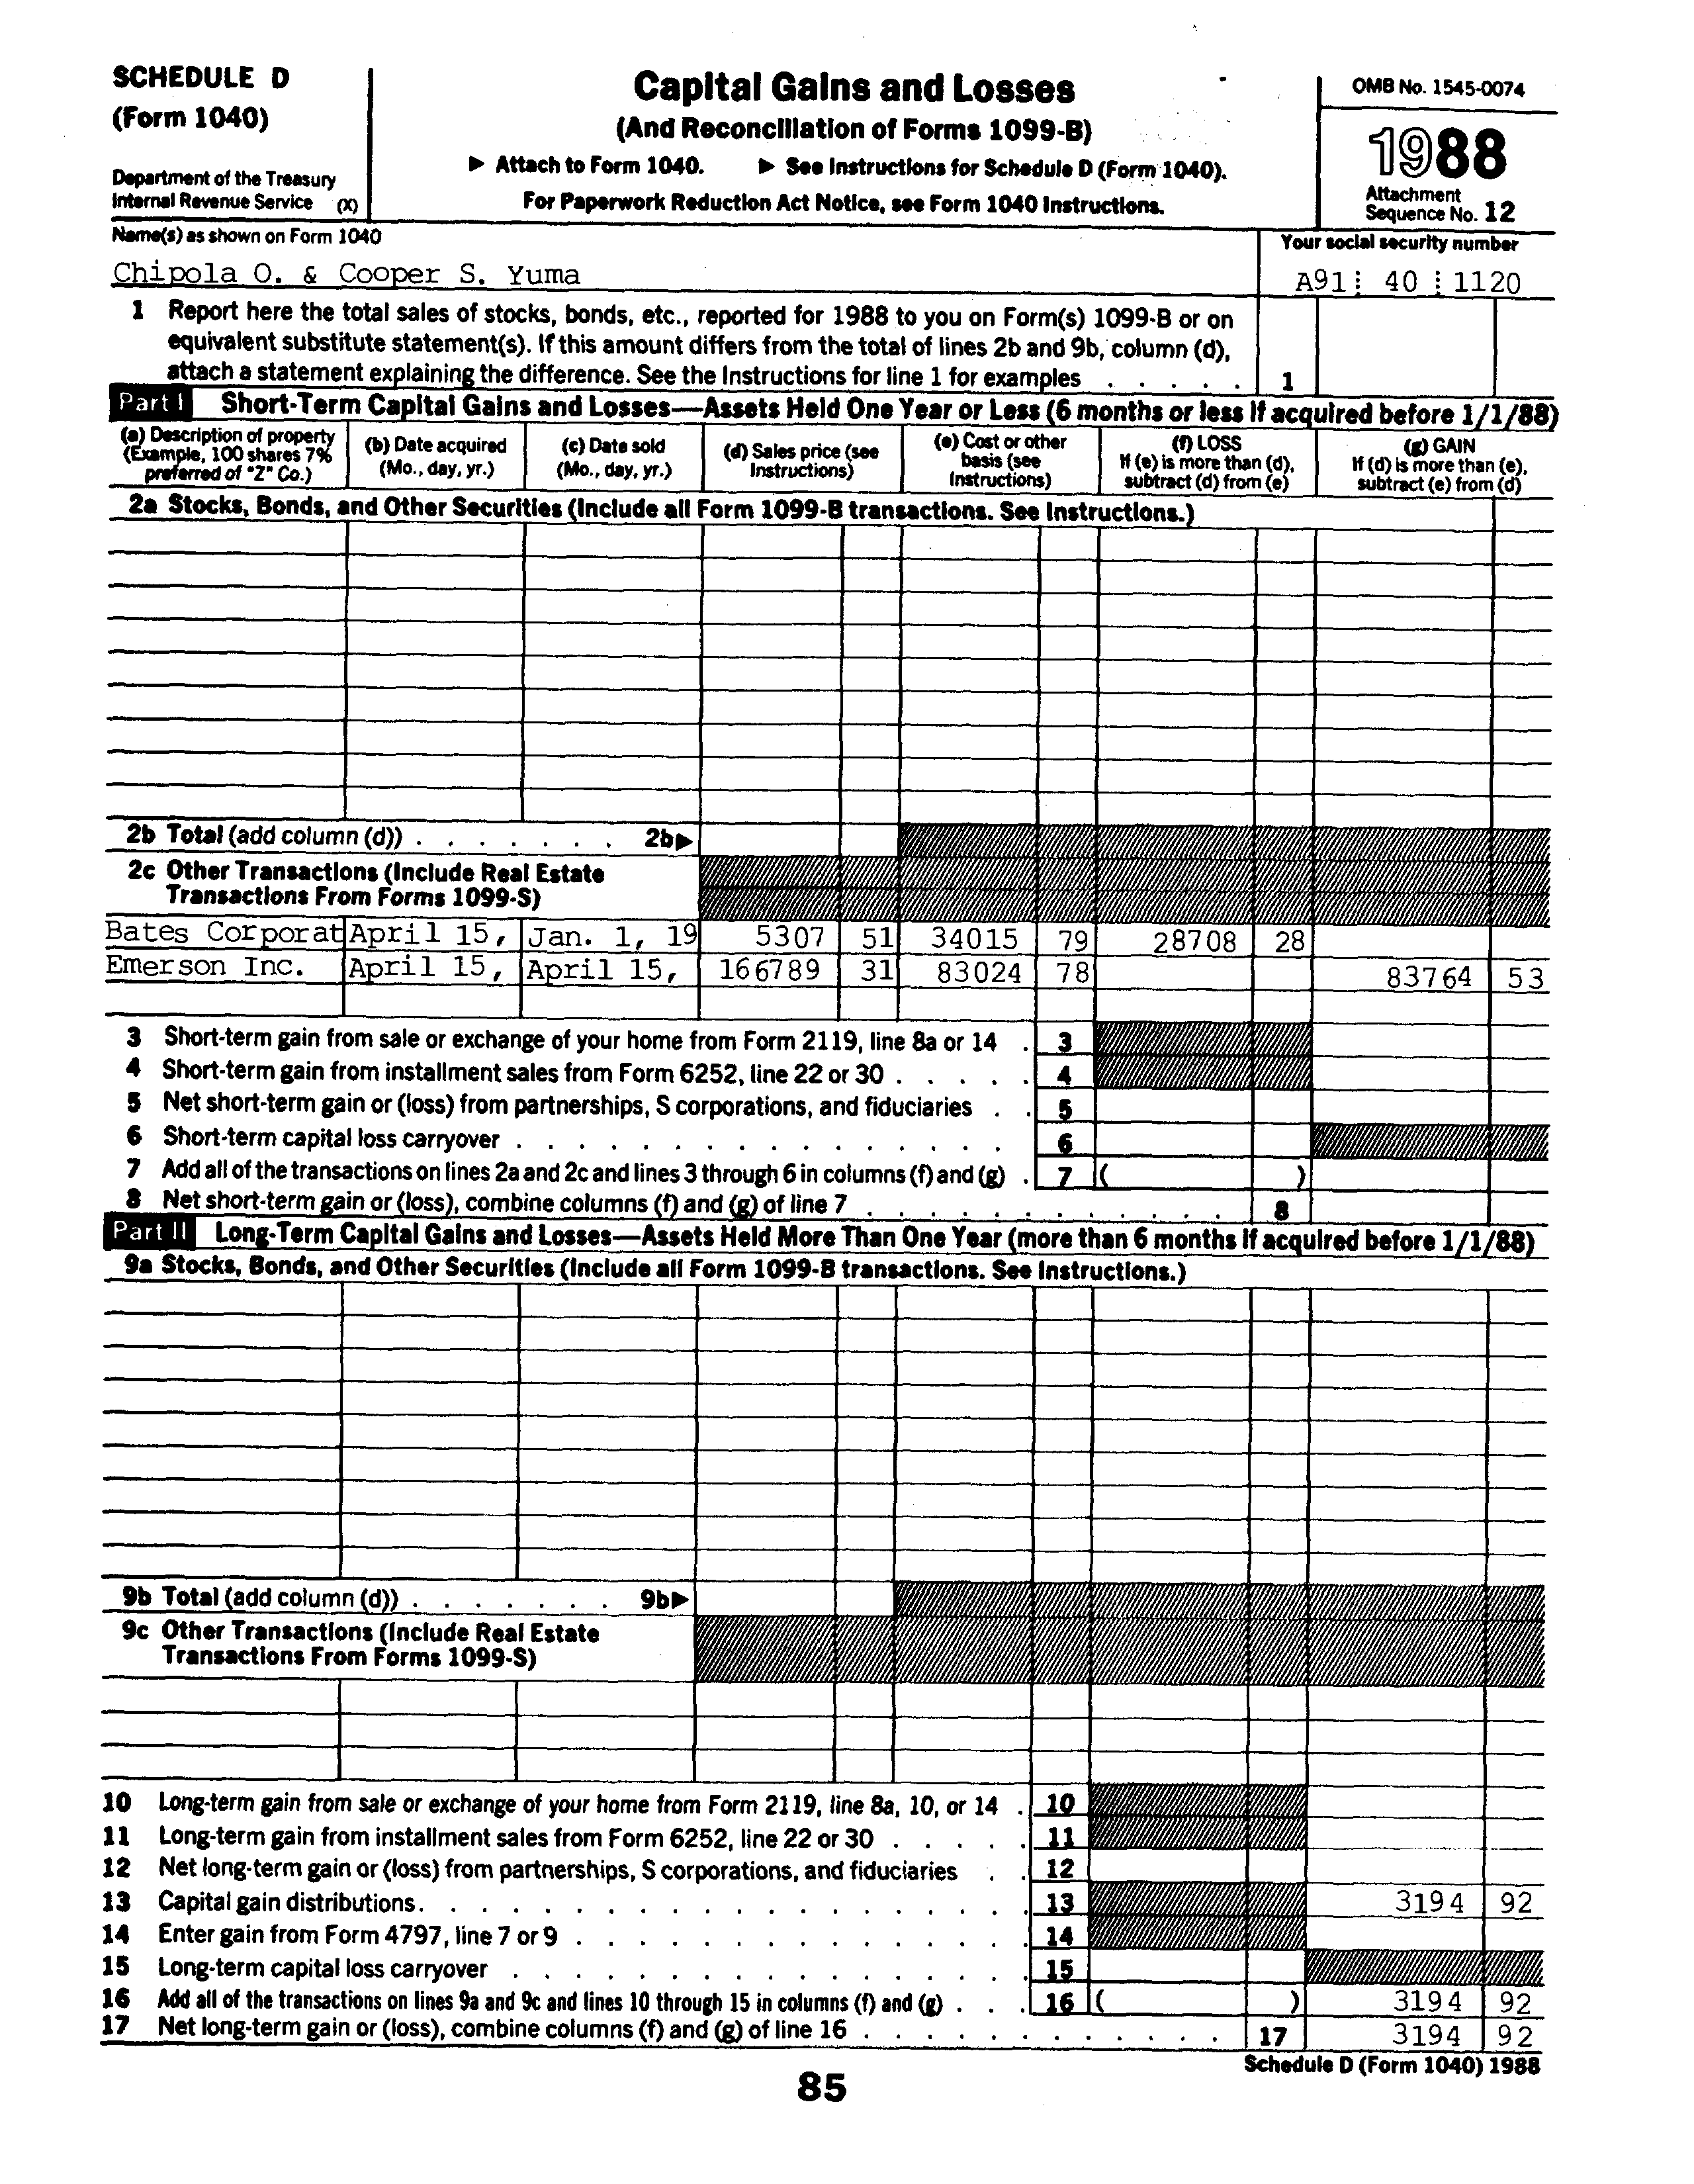 SCHEDULE D
(Form 1040)
Department of the Treasury
Internal Revenue Service (X)
Capital Gains and Losses
(And Reconciliation of Forms 1099-B)
▶ Attach to Form 1040. ▶ See Instructions for Schedule D (Form 1040).
For Paperwork Reduction Act Notice, see Form 1040 Instructions.
OMB No. 1545-0074
1988
Attachment
Sequence No. 12
Name(s) as shown on Form 1040
Your social security number
Chipola O. & Cooper S. Yuma
A91 40 1120
1 Report here the total sales of stocks, bonds, etc., reported for 1988 to you on Form(s) 1099-B or on
equivalent substitute statement(s). If this amount differs from the total of lines 2b and 9b, column (d),
attach a statement explaining the difference. See the Instructions for line 1 for examples . . . . . 1
Part I Short-Term Capital Gains and Losses—Assets Held One Year or Less (6 months or less if acquired before 1/1/88)
(a) Description of property
(Example, 100 shares 7%
preferred of "Z" Co.)
(b) Date acquired
(Mo., day, yr.)
(c) Date sold
(Mo., day, yr.)
(d) Sales price (see
Instructions)
(e) Cost or other
basis (see
Instructions)
(f) LOSS
If (e) is more than (d),
subtract (d) from (e)
(g) GAIN
If (d) is more than (e),
subtract (e) from (d)
2a Stocks, Bonds, and Other Securities (Include all Form 1099-B transactions. See Instructions.)
2b Total (add column (d)) . . . . . . . 2b▶
2c Other Transactions (Include Real Estate
Transactions From Forms 1099-S)
Bates Corporat April 15, Jan. 1, 19 5307 51 34015 79 28708 28
Emerson Inc. April 15, April 15, 166789 31 83024 78 83764 53
3 Short-term gain from sale or exchange of your home from Form 2119, line 8a or 14 . 3
4 Short-term gain from installment sales from Form 6252, line 22 or 30 . . . . . 4
5 Net short-term gain or (loss) from partnerships, S corporations, and fiduciaries . . 5
6 Short-term capital loss carryover . . . . . . . . . . . . . . . . 6
7 Add all of the transactions on lines 2a and 2c and lines 3 through 6 in columns (f) and (g) . 7 ( )
8 Net short-term gain or (loss), combine columns (f) and (g) of line 7 . . . . . . . . . . . . 8
Part II Long-Term Capital Gains and Losses—Assets Held More Than One Year (more than 6 months if acquired before 1/1/88)
9a Stocks, Bonds, and Other Securities (Include all Form 1099-B transactions. See Instructions.)
9b Total (add column (d)) . . . . . . . 9b▶
9c Other Transactions (Include Real Estate
Transactions From Forms 1099-S)
10 Long-term gain from sale or exchange of your home from Form 2119, line 8a, 10, or 14 . 10
11 Long-term gain from installment sales from Form 6252, line 22 or 30 . . . . . 11
12 Net long-term gain or (loss) from partnerships, S corporations, and fiduciaries . . 12
13 Capital gain distributions . . . . . . . . . . . . . . . . . . . 13 3194 92
14 Enter gain from Form 4797, line 7 or 9 . . . . . . . . . . . . . . 14
15 Long-term capital loss carryover . . . . . . . . . . . . . . . . 15
16 Add all of the transactions on lines 9a and 9c and lines 10 through 15 in columns (f) and (g) . . . 16 ( ) 3194 92
17 Net long-term gain or (loss), combine columns (f) and (g) of line 16 . . . . . . . . . . . . 17 3194 92
Schedule D (Form 1040) 1988
85